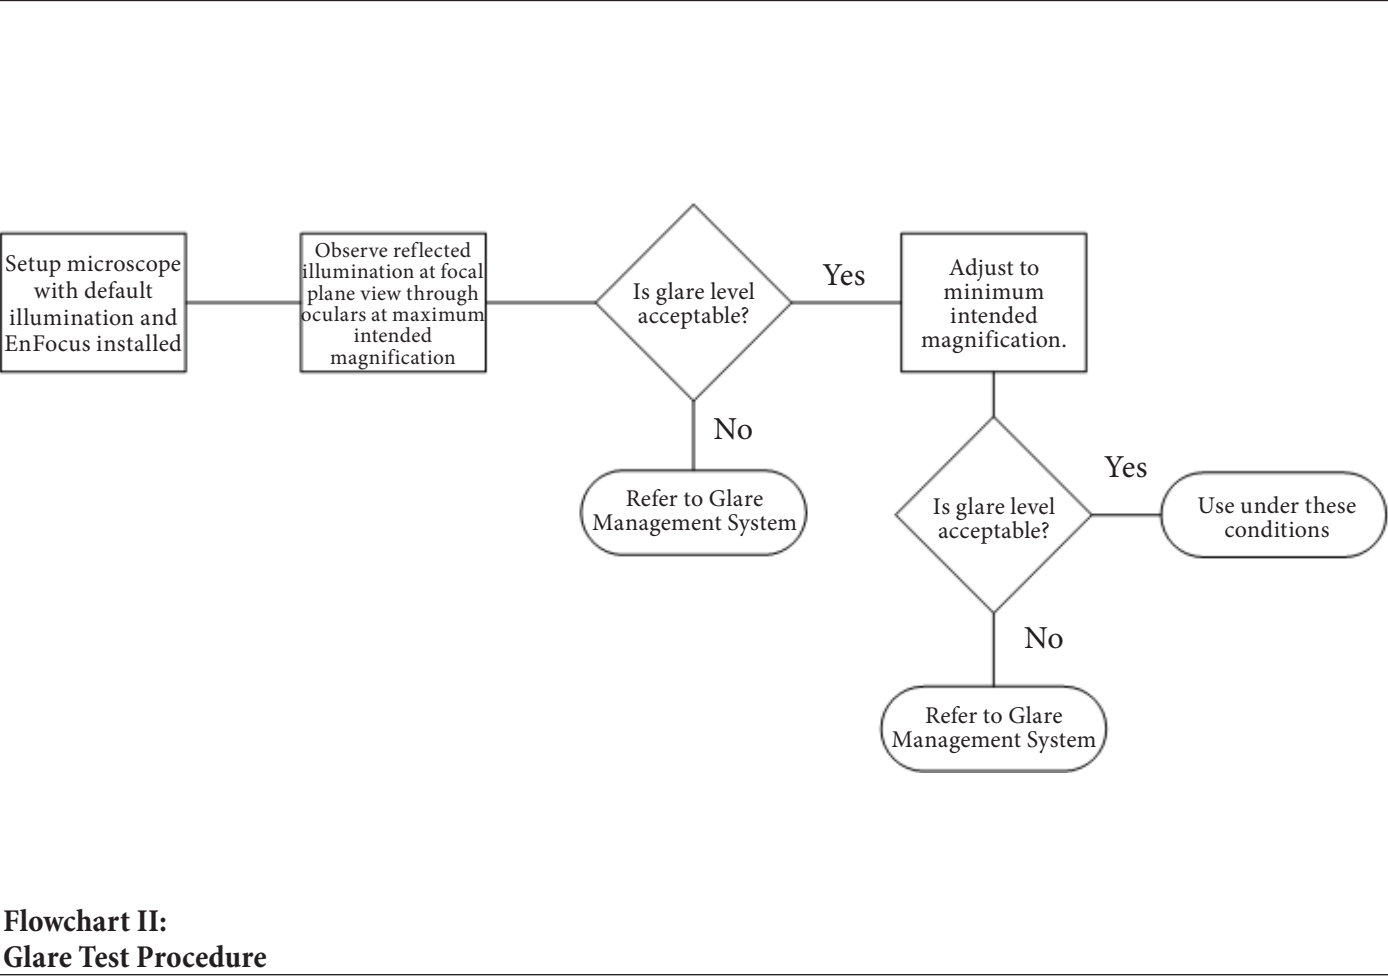 Setup microscope
with default
illumination and
EnFocus installed
Observe reflected
illumination at focal
plane view through
oculars at maximum
intended
magnification
Is glare level
acceptable?
Yes
No
Refer to Glare
Management System
Adjust to
minimum
intended
magnification.
Is glare level
acceptable?
Yes
Use under these
conditions
No
Refer to Glare
Management System
Flowchart II:
Glare Test Procedure